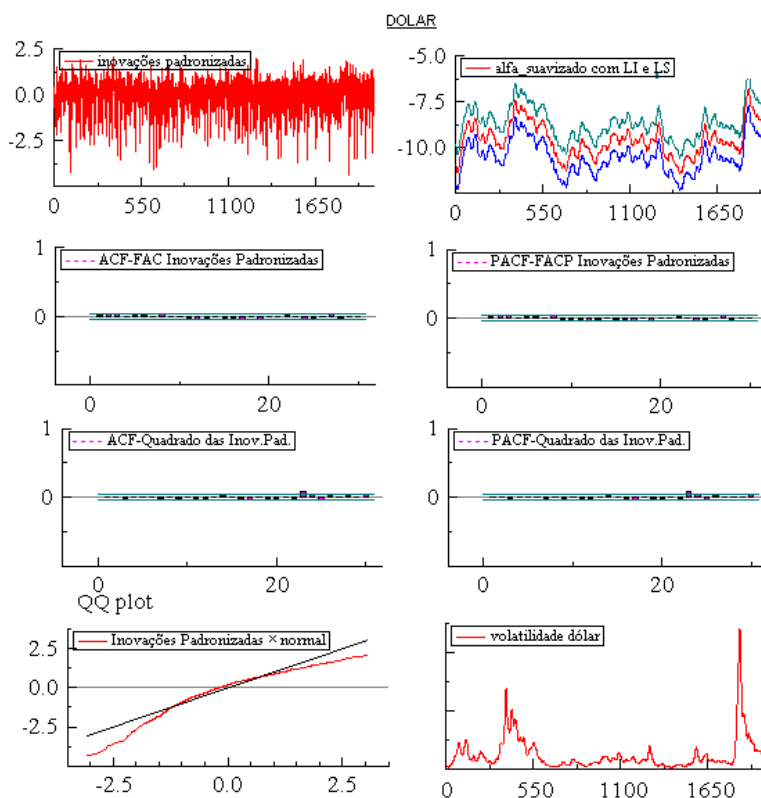 DOLAR
2.5
inovações padronizadas
0.0
-2.5
0 550 1100 1650
-5.0
alfa_suavizado com LI e LS
-7.5
-10.0
0 550 1100 1650
1
ACF-FAC Inovações Padronizadas
0
0 20
1
PACF-FACP Inovações Padronizadas
0
0 20
1
ACF-Quadrado das Inov.Pad.
0
0 20
1
PACF-Quadrado das Inov.Pad.
0
0 20
QQ plot
2.5
Inovações Padronizadas × normal
0.0
-2.5
-2.5 0.0 2.5
volatilidade dólar
0 550 1100 1650